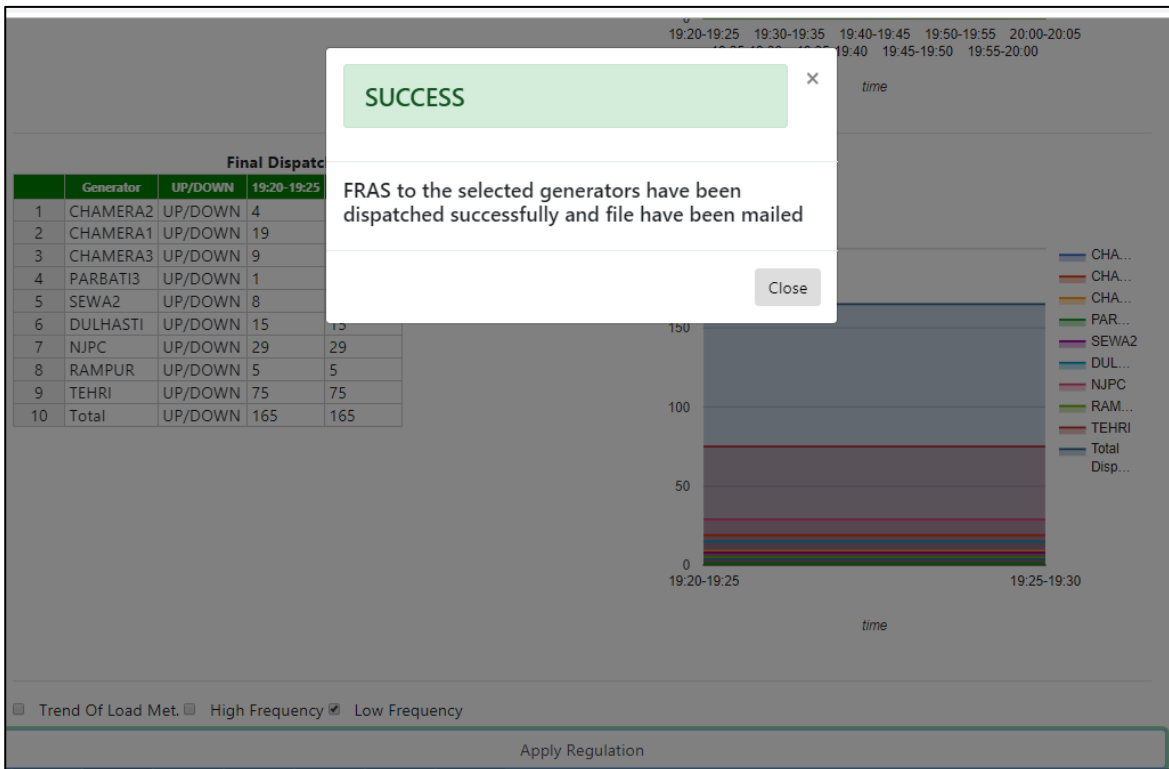 0
19:20-19:25 19:30-19:35 19:40-19:45 19:50-19:55 20:00-20:05
19:40 19:45-19:50 19:55-20:00
time
SUCCESS
×
FRAS to the selected generators have been
dispatched successfully and file have been mailed
Close
Final Dispatc
Generator UP/DOWN 19:20-19:25
1 CHAMERA2 UP/DOWN 4
2 CHAMERA1 UP/DOWN 19
3 CHAMERA3 UP/DOWN 9
4 PARBATI3 UP/DOWN 1
5 SEWA2 UP/DOWN 8
6 DULHASTI UP/DOWN 15 15
7 NJPC UP/DOWN 29 29
8 RAMPUR UP/DOWN 5 5
9 TEHRI UP/DOWN 75 75
10 Total UP/DOWN 165 165
150
100
50
0
19:20-19:25 19:25-19:30
time
CHA...
CHA...
CHA...
PAR...
SEWA2
DUL...
NJPC
RAM...
TEHRI
Total
Disp...
Trend Of Load Met. High Frequency Low Frequency
Apply Regulation